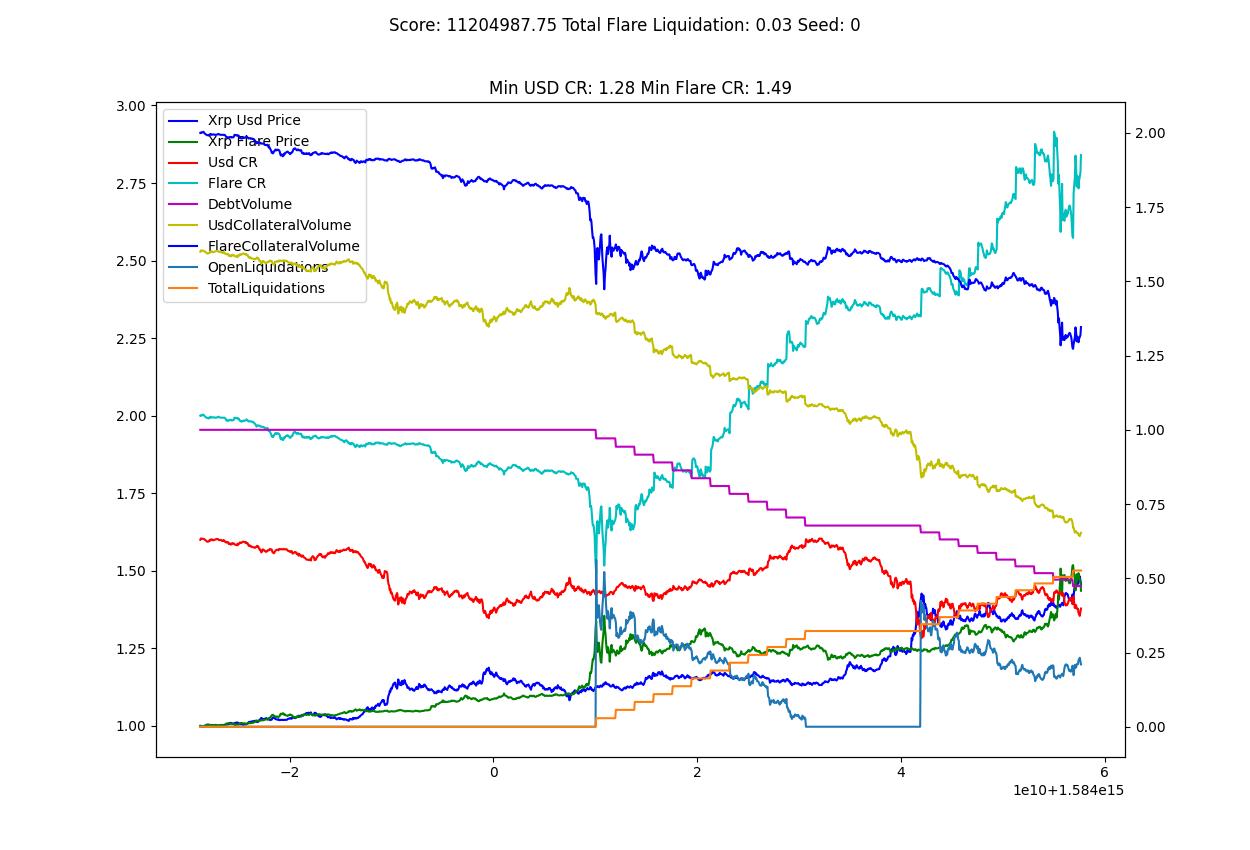 Score: 11204987.75 Total Flare Liquidation: 0.03 Seed: 0
Min USD CR: 1.28 Min Flare CR: 1.49
Xrp Usd Price
Xrp Flare Price
Usd CR
Flare CR
DebtVolume
UsdCollateralVolume
FlareCollateralVolume
OpenLiquidations
TotalLiquidations
3.00
2.75
2.50
2.25
2.00
1.75
1.50
1.25
1.00
2.00
1.75
1.50
1.25
1.00
0.75
0.50
0.25
0.00
−2 0 2 4 6
1e10+1.584e15